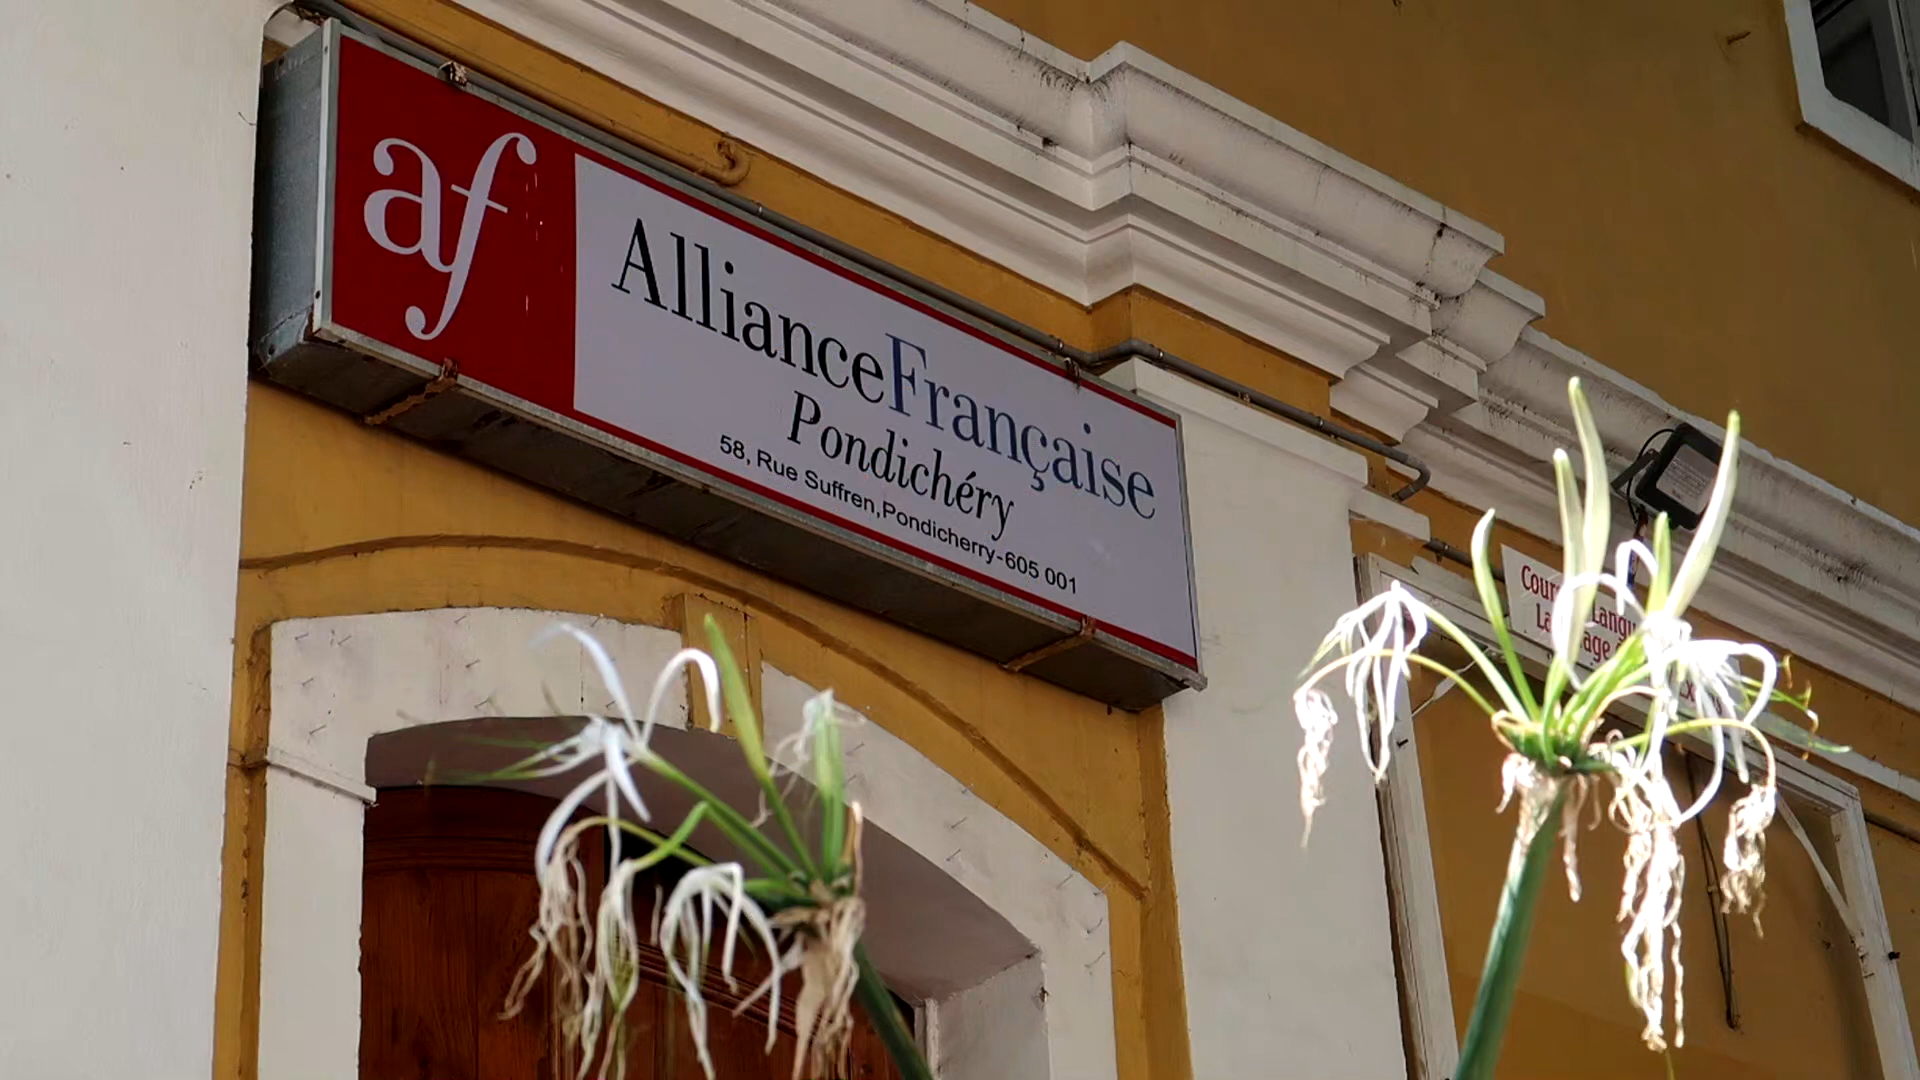 af
AllianceFrançaise
Pondichéry
58, Rue Suffren,Pondicherry-605 001